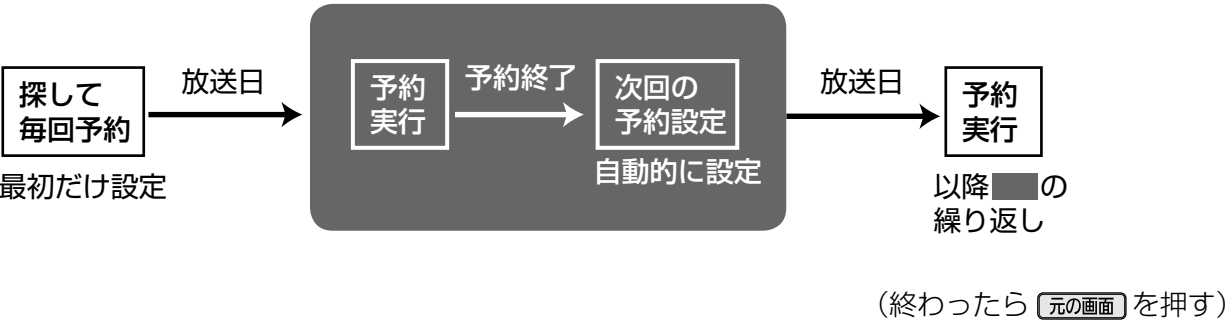 探して
毎回予約
最初だけ設定
放送日
予約
実行
予約終了
次回の
予約設定
自動的に設定
放送日
予約
実行
以降の
繰り返し
（終わったら 元の画面 を押す）